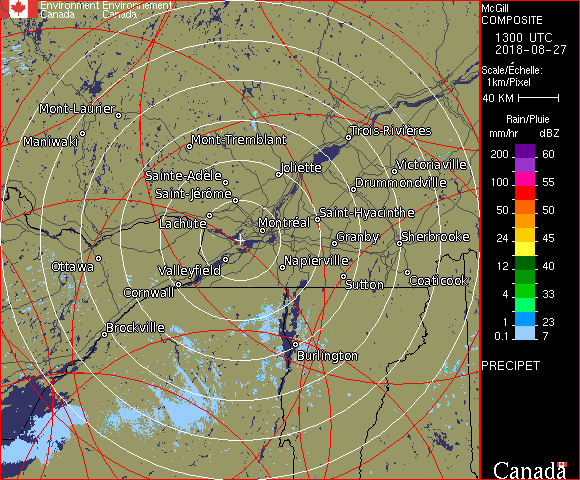 Environment Environnement
Canada Canada
McGill
COMPOSITE
1300 UTC
2018-08-27
Scale/Échelle:
1km/Pixel
40 KM
Rain/Pluie
mm/hr dBZ
200 60
155
100 55
50 50
24 45
12 40
4 33
1 23
0.1 7
PRECIPET
Canada
Mont-Laurier
Maniwaki
Mont-Tremblant
Trois-Rivières
Sainte-Adèle
Joliette
Victoriaville
Saint-Jérôme
Drummondville
Lachute
Montréal
Saint-Hyacinthe
Granby
Sherbrooke
Ottawa
Valleyfield
Napierville
Cornwall
Sutton
Coaticook
Brockville
Burlington